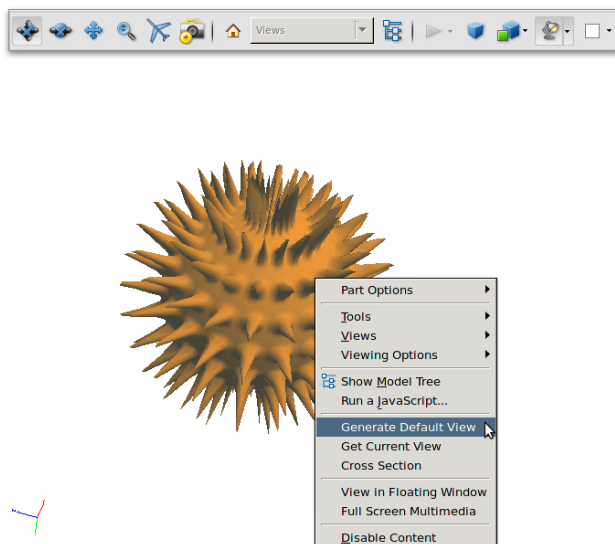 Views
Part Options
Tools
Views
Viewing Options
Show Model Tree
Run a JavaScript...
Generate Default View
Get Current View
Cross Section
View in Floating Window
Full Screen Multimedia
Disable Content